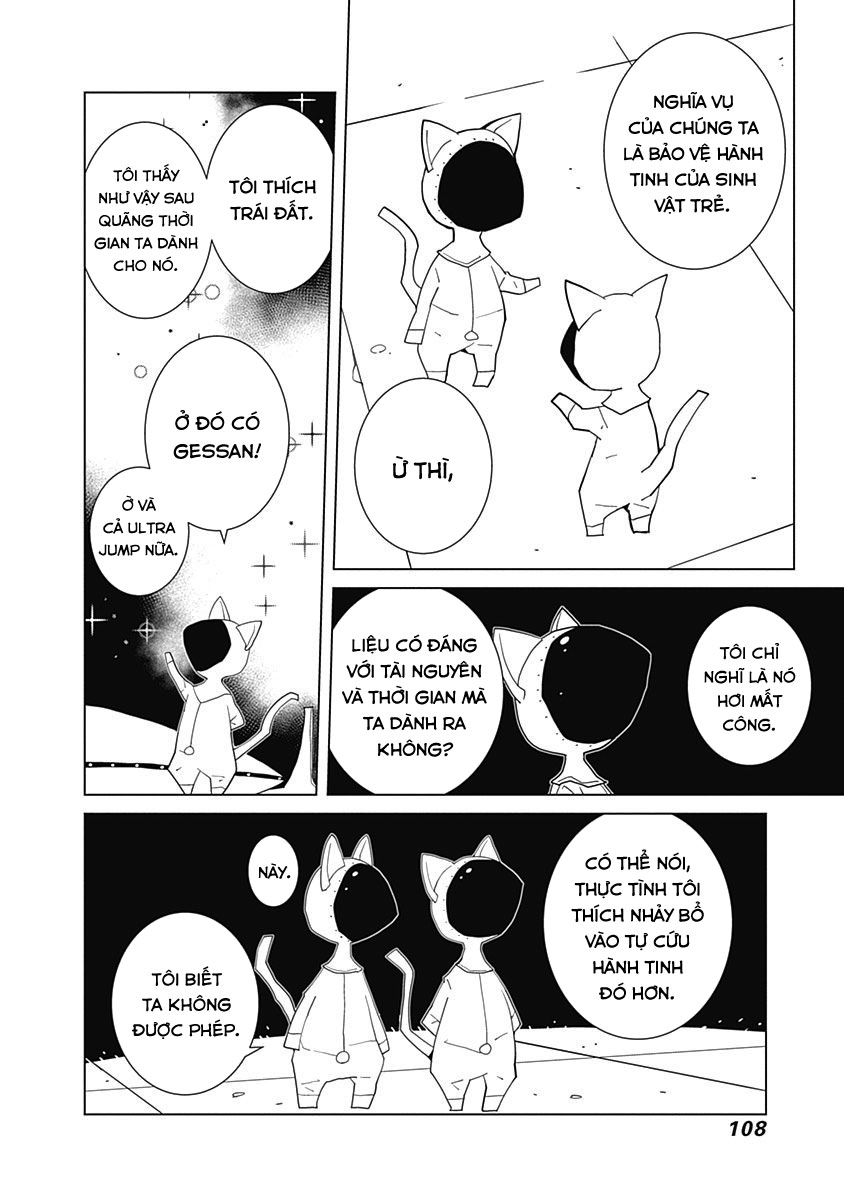 NGHĨA VỤ
CỦA CHÚNG TA
LÀ BẢO VỆ HÀNH
TINH CỦA SINH
VẬT TRẺ.
Ừ THÌ,
TÔI THÍCH
TRÁI ĐẤT.
TÔI THẤY
NHƯ VẬY SAU
QUÃNG THỜI
GIAN TA DÀNH
CHO NÓ.
Ở ĐÓ CÓ
GESSAN!
Ờ VÀ
CẢ ULTRA
JUMP NỮA.
TÔI CHỈ
NGHĨ LÀ NÓ
HƠI MẤT
CÔNG.
LIỆU CÓ ĐÁNG
VỚI TÀI NGUYÊN
VÀ THỜI GIAN MÀ
TA DÀNH RA
KHÔNG?
CÓ THỂ NÓI,
THỰC TÌNH TÔI
THÍCH NHẢY BỔ
VÀO TỰ CỨU
HÀNH TINH
ĐÓ HƠN.
NÀY.
TÔI BIẾT
TA KHÔNG
ĐƯỢC PHÉP.
108